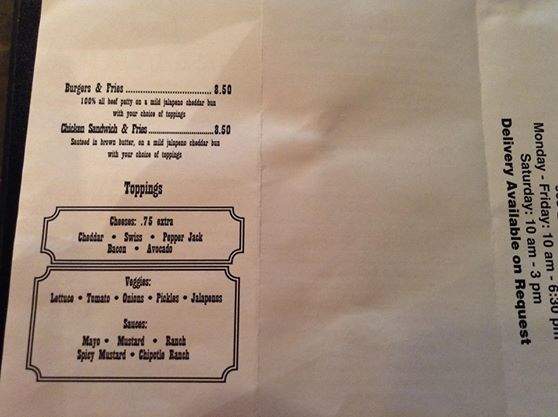 Burgers & Fries 8.50
100% all beef patty on a mild jalapeno cheddar bun
with your choice of toppings
Chicken Sandwich & Fries 8.50
Sauteed in brown butter, on a mild jalapeno cheddar bun
with your choice of toppings
Toppings
Cheeses: .75 extra
Cheddar • Swiss • Pepper Jack
Bacon • Avocado
Veggies:
Lettuce • Tomato • Onions • Pickles • Jalapenos
Sauces:
Mayo • Mustard • Ranch
Spicy Mustard • Chipotle Ranch
Monday - Friday: 10 am - 6:30 pm
Saturday: 10 am - 3 pm
Delivery Available on Request